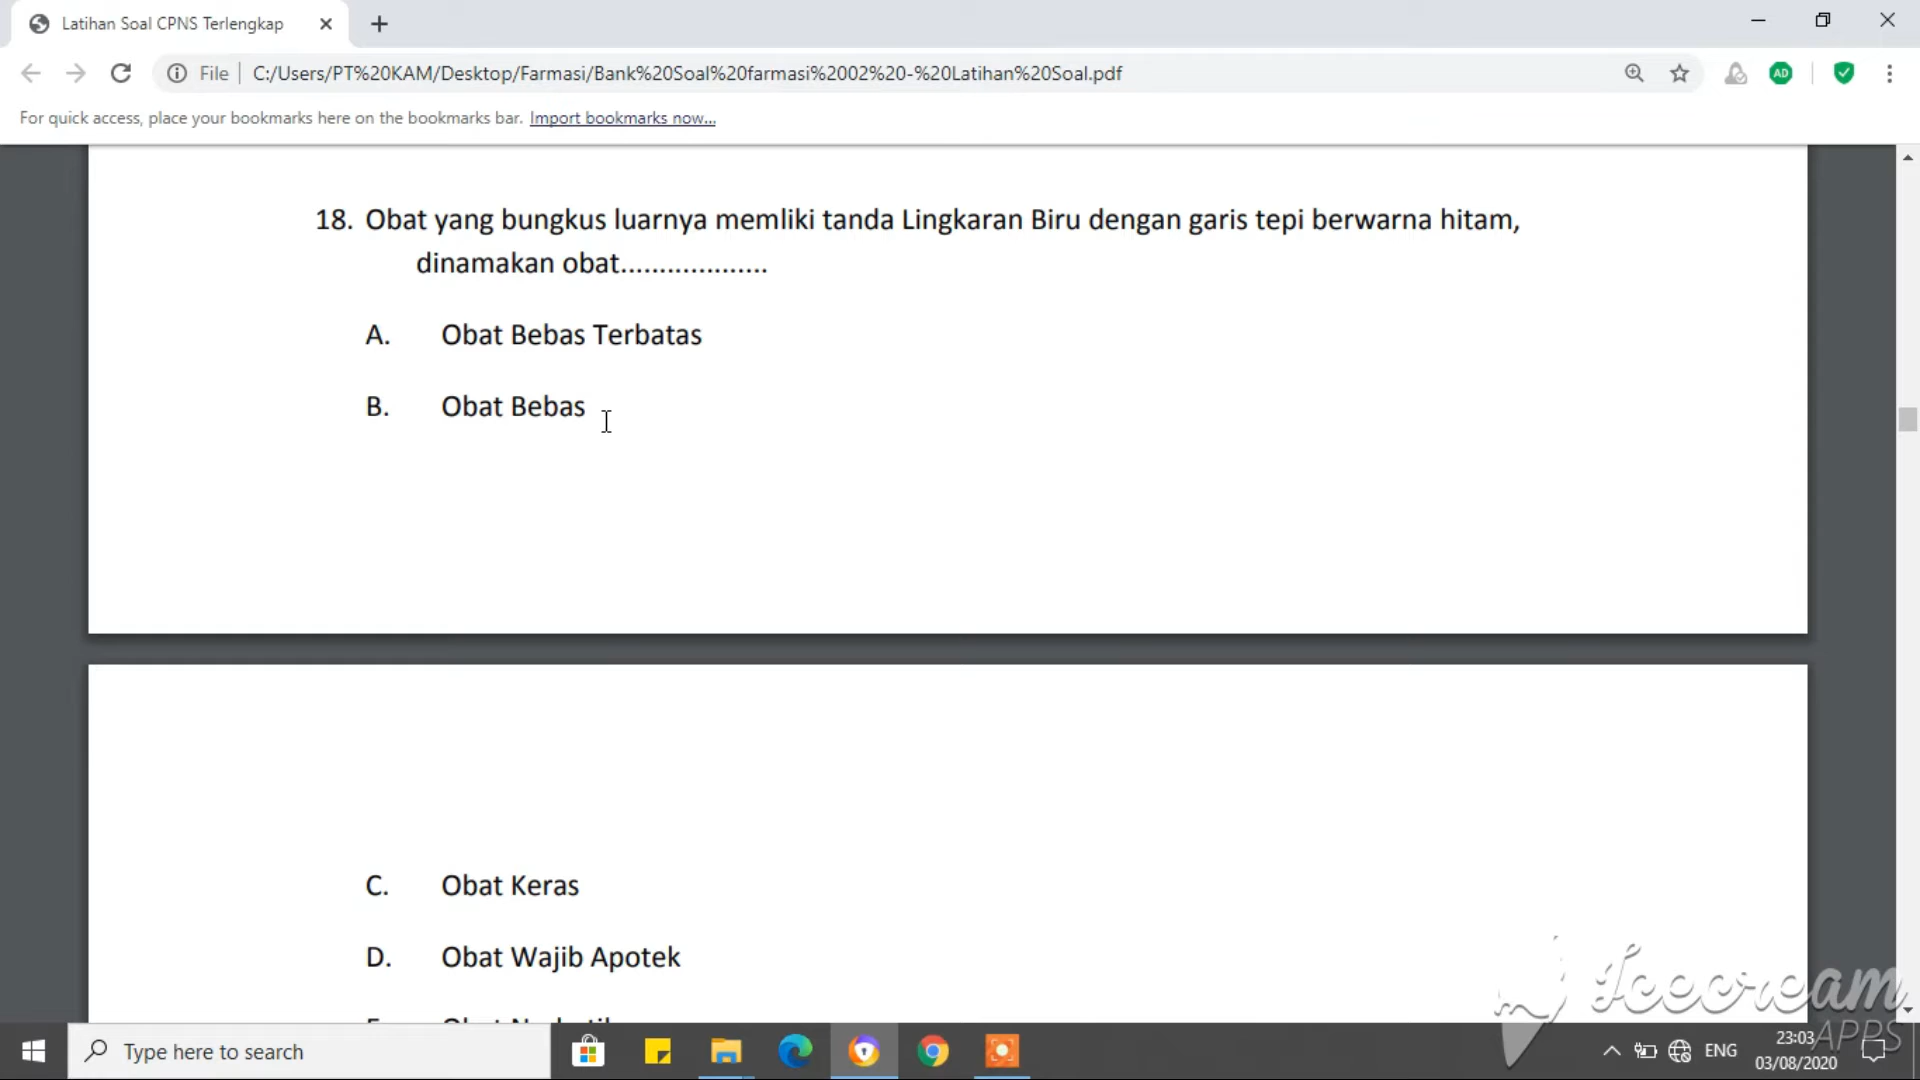 Latihan Soal CPNS Terlengkap
File
C:/Users/PT%20KAM/Desktop/Farmasi/Bank%20Soal%20farmasi%2002%20-%20Latihan%20Soal.pdf
AD
For quick access, place your bookmarks here on the bookmarks bar. Import bookmarks now...
18. Obat yang bungkus luarnya memliki tanda Lingkaran Biru dengan garis tepi berwarna hitam,
dinamakan obat...................
A. Obat Bebas Terbatas
B. Obat Bebas
C. Obat Keras
D. Obat Wajib Apotek
Icecream
APPS
Type here to search
ENG
23:03
03/08/2020